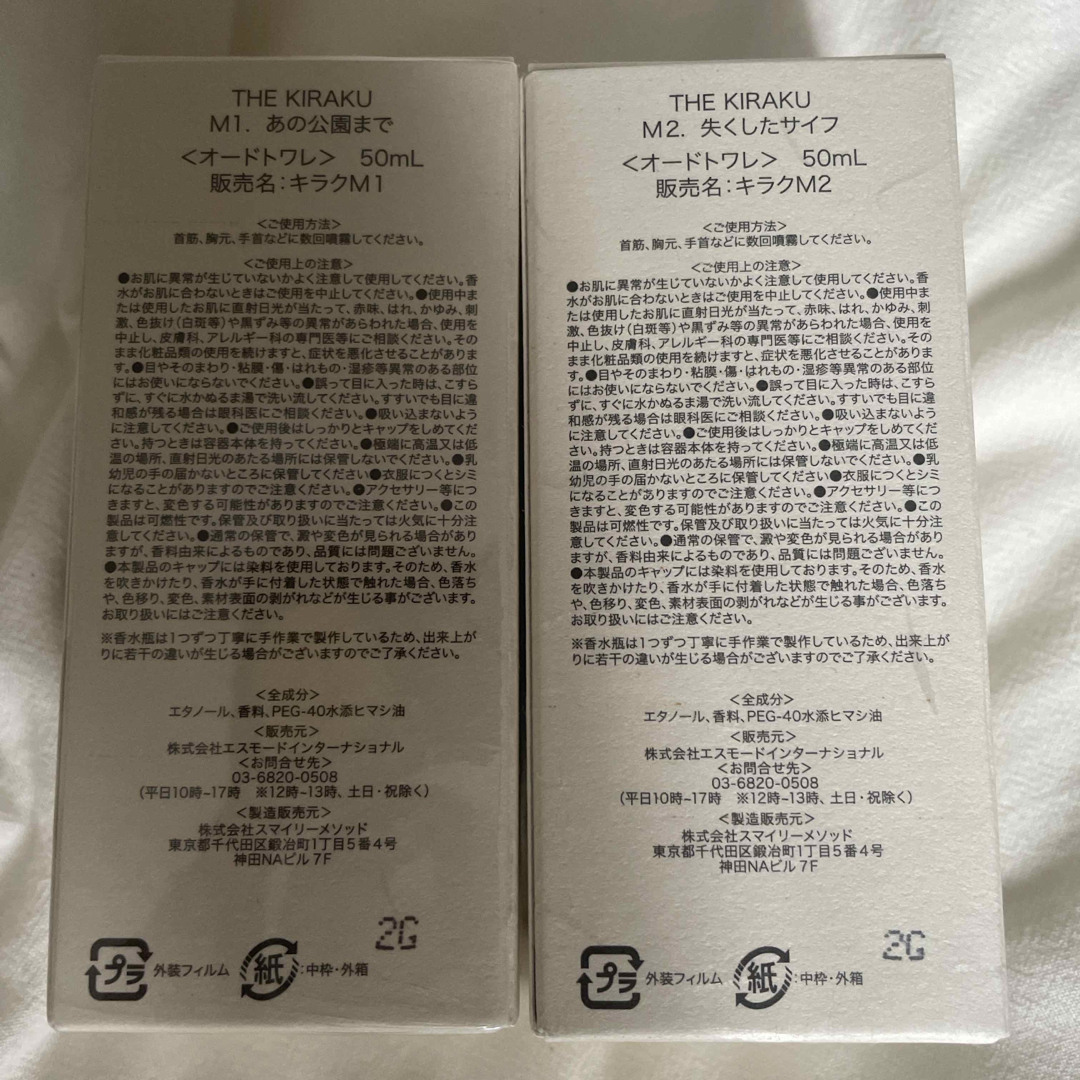 THE KIRAKU
M1. あの公園まで
<オードトワレ> 50mL
販売名:キラクM1
<ご使用方法>
首筋、胸元、手首などに数回噴霧してください。
<ご使用上の注意>
●お肌に異常が生じていないかよく注意して使用してください。香
水がお肌に合わないときはご使用を中止してください。●使用中ま
たは使用したお肌に直射日光が当たって、赤味、はれ、かゆみ、刺
激、色抜け(白斑等)や黒ずみ等の異常があらわれた場合、使用を
中止し、皮膚科、アレルギー科の専門医等にご相談ください。その
まま化粧品類の使用を続けますと、症状を悪化させることがありま
す。●目やそのまわり・粘膜・傷・はれもの・湿疹等異常のある部位
にはお使いにならないでください。●誤って目に入った時は、こすら
ずに、すぐに水かぬるま湯で洗い流してください。すすいでも目に違
和感が残る場合は眼科医にご相談ください。●吸い込まないよう
に注意してください。●ご使用後はしっかりとキャップをしめてくだ
さい。持つときは容器本体を持ってください。●極端に高温又は低
温の場所、直射日光のあたる場所には保管しないでください。●乳
幼児の手の届かないところに保管してください●衣服につくとシミ
になることがありますのでご注意ください。●アクセサリー等につ
きますと、変色する可能性がありますのでご注意ください。●この
製品は可燃性です。保管及び取り扱いに当たっては火気に十分注
意してください。●通常の保管で、澱や変色が見られる場合があり
ますが、香料由来によるものであり、品質には問題ございません。
●本製品のキャップには染料を使用しております。そのため、香水
を吹きかけたり、香水が手に付着した状態で触れた場合、色落ち
や、色移り、変色、素材表面の剥がれなどが生じる事がございます。
お取り扱いにはご注意ください。
※香水瓶は1つずつ丁寧に手作業で製作しているため、出来上が
りに若干の違いが生じる場合がございますのでご了承ください。
<全成分>
エタノール、香料、PEG-40水添ヒマシ油
<販売元>
株式会社エスモードインターナショナル
<お問合せ先>
03-6820-0508
(平日10時~17時 ※12時~13時、土日・祝除く)
<製造販売元>
株式会社スマイリーメソッド
東京都千代田区鍛冶町1丁目5番4号
神田NAビル 7F
2G
プラ 外装フィルム 紙 :中枠・外箱
THE KIRAKU
M2. 失くしたサイフ
<オードトワレ> 50mL
販売名:キラクM2
<ご使用方法>
首筋、胸元、手首などに数回噴霧してください。
<ご使用上の注意>
●お肌に異常が生じていないかよく注意して使用してください。香
水がお肌に合わないときはご使用を中止してください。●使用中ま
たは使用したお肌に直射日光が当たって、赤味、はれ、かゆみ、刺
激、色抜け(白斑等)や黒ずみ等の異常があらわれた場合、使用を
中止し、皮膚科、アレルギー科の専門医等にご相談ください。その
まま化粧品類の使用を続けますと、症状を悪化させることがありま
す。●目やそのまわり・粘膜・傷・はれもの・湿疹等異常のある部位
にはお使いにならないでください。●誤って目に入った時は、こすら
ずに、すぐに水かぬるま湯で洗い流してください。すすいでも目に違
和感が残る場合は眼科医にご相談ください。●吸い込まないよう
に注意してください。●ご使用後はしっかりとキャップをしめてくだ
さい。持つときは容器本体を持ってください。●極端に高温又は低
温の場所、直射日光のあたる場所には保管しないでください。●乳
幼児の手の届かないところに保管してください●衣服につくとシミ
になることがありますのでご注意ください。●アクセサリー等につ
きますと、変色する可能性がありますのでご注意ください。●この
製品は可燃性です。保管及び取り扱いに当たっては火気に十分注
意してください。●通常の保管で、澱や変色が見られる場合があり
ますが、香料由来によるものであり、品質には問題ございません。
●本製品のキャップには染料を使用しております。そのため、香水
を吹きかけたり、香水が手に付着した状態で触れた場合、色落ち
や、色移り、変色、素材表面の剥がれなどが生じる事がございます。
お取り扱いにはご注意ください。
※香水瓶は1つずつ丁寧に手作業で製作しているため、出来上が
りに若干の違いが生じる場合がございますのでご了承ください。
<全成分>
エタノール、香料、PEG-40水添ヒマシ油
<販売元>
株式会社エスモードインターナショナル
<お問合せ先>
03-6820-0508
(平日10時~17時 ※12時~13時、土日・祝除く)
<製造販売元>
株式会社スマイリーメソッド
東京都千代田区鍛冶町1丁目5番4号
神田NAビル 7F
2G
プラ 外装フィルム 紙 :中枠・外箱